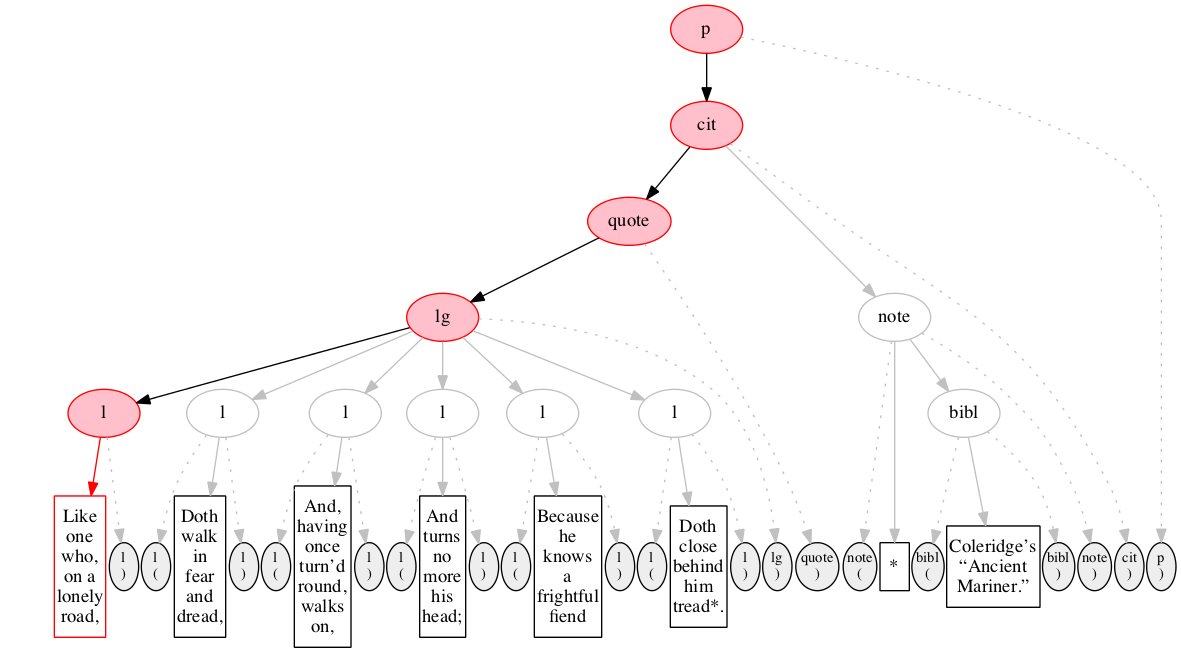 p
cit
quote
lg
note
l
l
l
l
l
l
bibl
Like
one
who,
on a
lonely
road,
l
)
l
(
Doth
walk
in
fear
and
dread,
l
)
l
(
And,
having
once
turn’d
round,
walks
on,
l
)
l
(
And
turns
no
more
his
head;
l
)
l
(
Because
he
knows
a
frightful
fiend
l
)
l
(
Doth
close
behind
him
tread*.
l
)
lg
)
quote
)
note
(
*
bibl
(
Coleridge’s
“Ancient
Mariner.”
bibl
)
note
)
cit
)
p
)